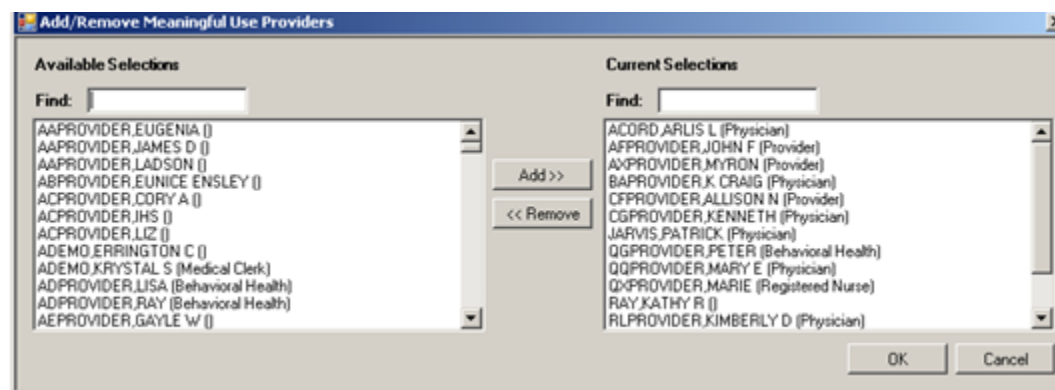 Add/Remove Meaningful Use Providers
Available Selections
Find:
AAPROVIDER,EUGENIA ()
AAPROVIDER,JAMES D ()
AAPROVIDER,LADSON ()
ABPROVIDER,EUNICE ENSLEY ()
ACPROVIDER,CORY A ()
ACPROVIDER,IHS ()
ACPROVIDER,LIZ ()
ADEMO,ERRINGTON C ()
ADEMO,KRYSTAL S (Medical Clerk)
ADPROVIDER,LISA (Behavioral Health)
ADPROVIDER,RAY (Behavioral Health)
AEPROVIDER,GAYLE W ()
Add >>
<< Remove
Current Selections
Find:
ACORD,ARLIS L (Physician)
AFPROVIDER,JOHN F (Provider)
AXPROVIDER,MYRON (Provider)
BAPROVIDER,K CRAIG (Physician)
CFPROVIDER,ALLISON N (Provider)
CGPROVIDER,KENNETH (Physician)
JARVIS,PATRICK (Physician)
QGPROVIDER,PETER (Behavioral Health)
QQPROVIDER,MARY E (Physician)
QXPROVIDER,MARIE (Registered Nurse)
RAY,KATHY R ()
RLPROVIDER,KIMBERLY D (Physician)
OK
Cancel